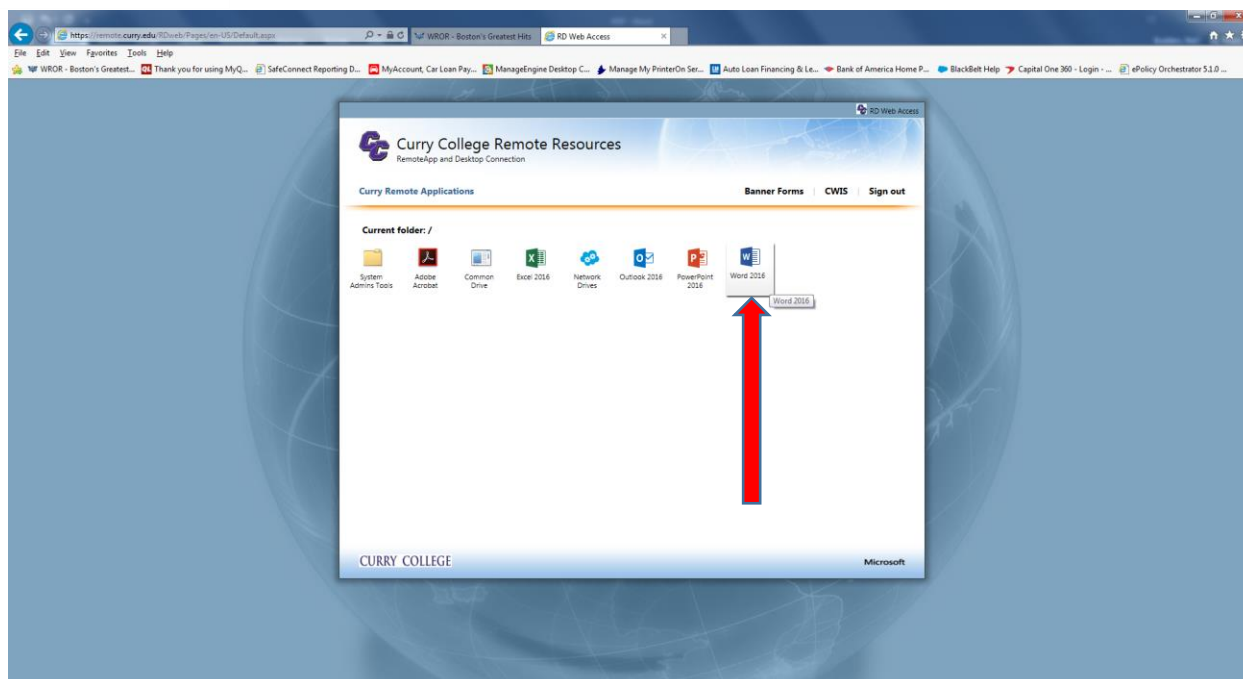 https://remote.curry.edu/RDweb/Pages/en-US/Default.aspx
WROR - Boston's Greatest Hits
RD Web Access
File Edit View Favorites Tools Help
WROR - Boston's Greatest... Thank you for using MyQ... SafeConnect Reporting D... MyAccount, Car Loan Pay... ManageEngine Desktop C... Manage My PrinterOn Ser... Auto Loan Financing & Le... Bank of America Home P... BlackBelt Help Capital One 360 - Login - ... ePolicy Orchestrator 5.1.0 ...
RD Web Access
CC Curry College Remote Resources
RemoteApp and Desktop Connection
Curry Remote Applications Banner Forms CWIS Sign out
Current folder: /
System Admins Tools
Adobe Acrobat
Common Drive
Excel 2016
Network Drives
Outlook 2016
PowerPoint 2016
Word 2016
Word 2016
CURRY COLLEGE Microsoft